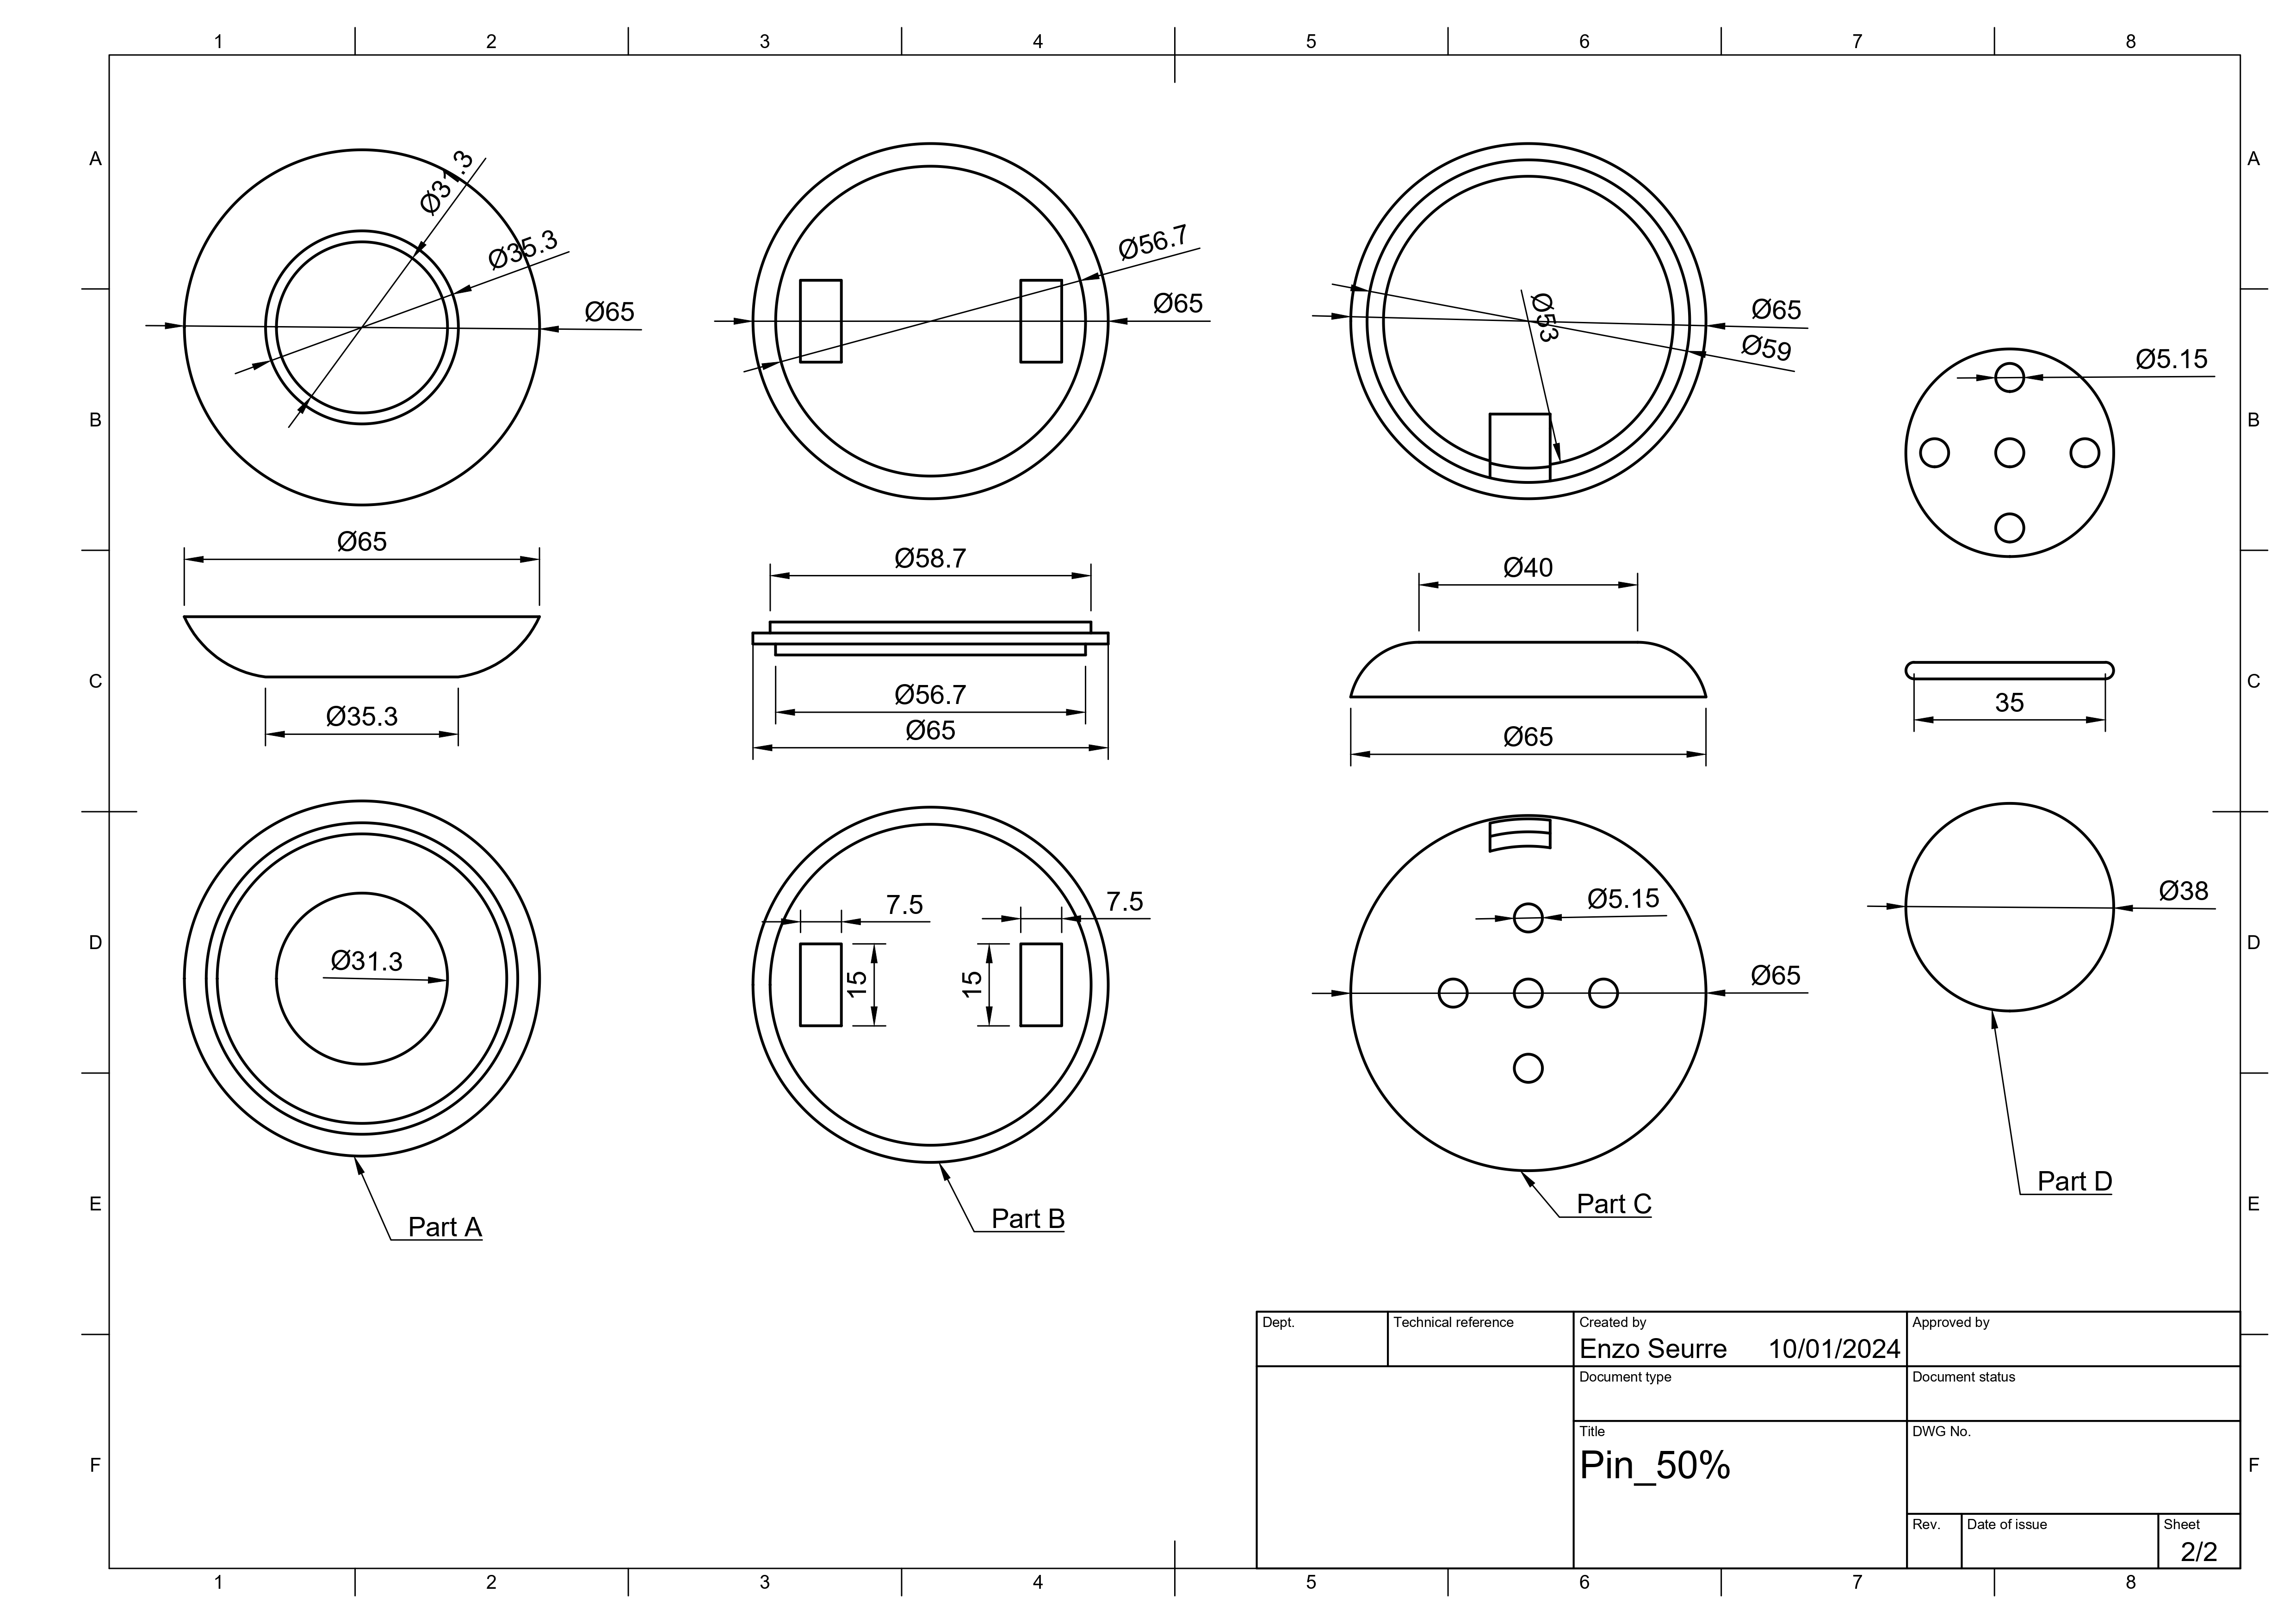 1 2 3 4 5 6 7 8
A A
Ø31.3
Ø35.3
Ø65
Ø56.7
Ø65
Ø53
Ø65
Ø59
Ø5.15
B B
Ø65
Ø58.7
Ø40
C C
Ø35.3
Ø56.7
Ø65
Ø65
35
Ø31.3
7.5 7.5
15 15
Ø5.15
Ø65
Ø38
D D
E E
Part A
Part B
Part C
Part D
Dept. Technical reference Created by Approved by
Enzo Seurre 10/01/2024
Document type Document status
Title DWG No.
Pin_50%
F F
Rev. Date of issue Sheet
2/2
1 2 3 4 5 6 7 8